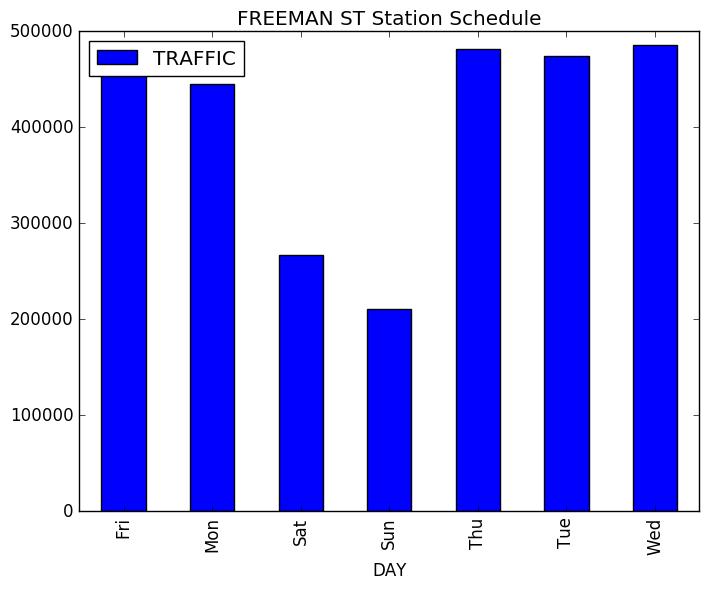 FREEMAN ST Station Schedule
TRAFFIC
500000
400000
300000
200000
100000
0
Fri Mon Sat Sun Thu Tue Wed
DAY